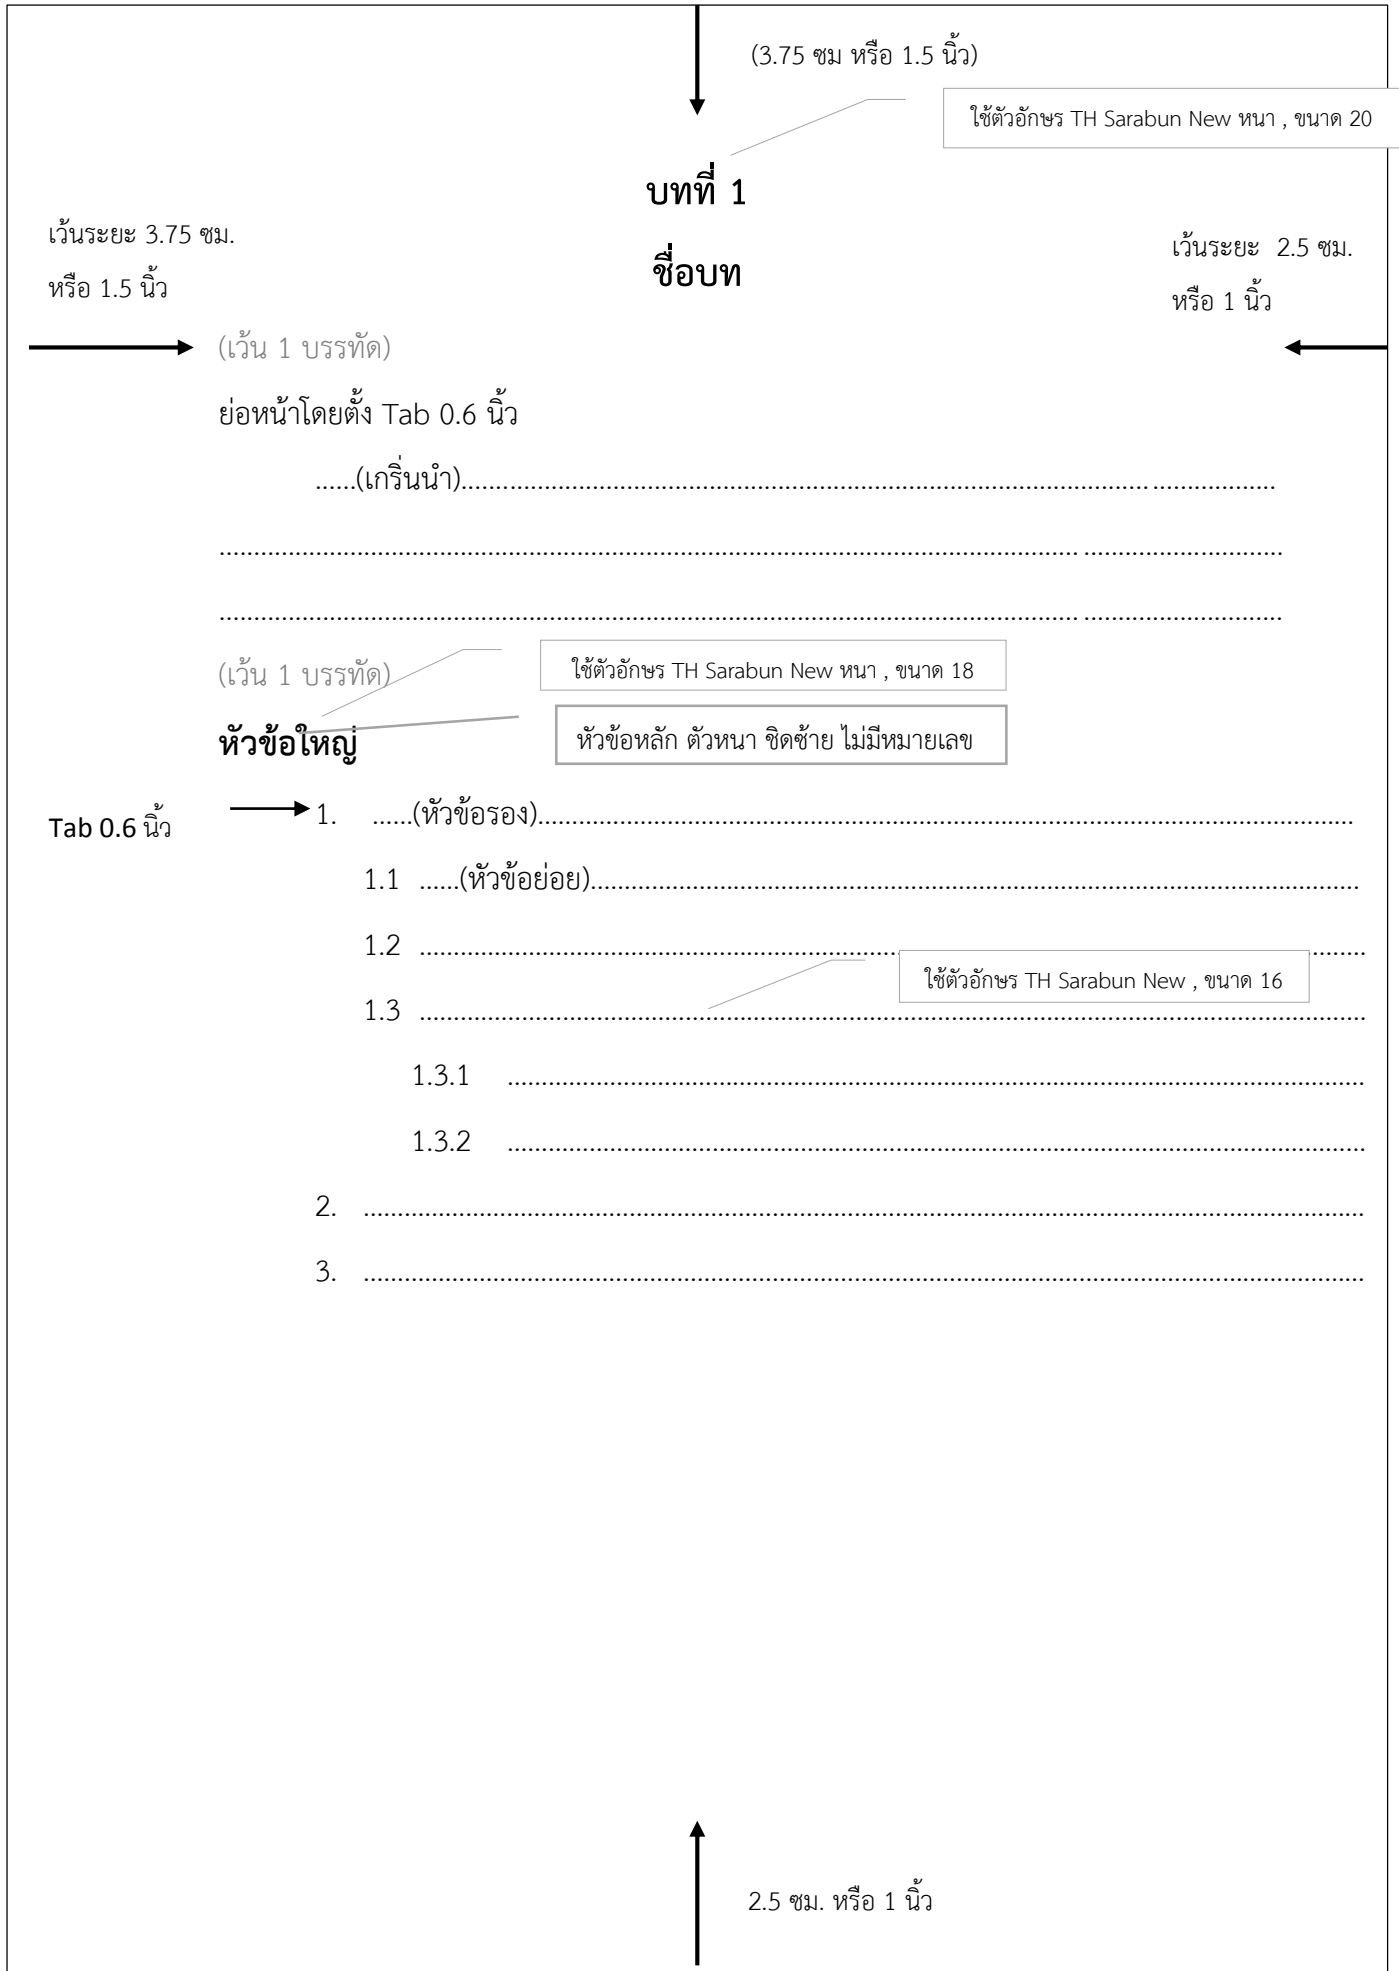 (3.75 ซม หรือ 1.5 นิ้ว)
ใช้ตัวอักษร TH Sarabun New หนา , ขนาด 20
บทที่ 1
เว้นระยะ 3.75 ซม.
หรือ 1.5 นิ้ว
ชื่อบท
เว้นระยะ 2.5 ซม.
หรือ 1 นิ้ว
(เว้น 1 บรรทัด)
ย่อหน้าโดยตั้ง Tab 0.6 นิ้ว
......(เกริ่นนำ)........................................................................................................................
................................................................................................................................................
................................................................................................................................................
(เว้น 1 บรรทัด)
ใช้ตัวอักษร TH Sarabun New หนา , ขนาด 18
หัวข้อใหญ่
หัวข้อหลัก ตัวหนา ชิดซ้าย ไม่มีหมายเลข
Tab 0.6 นิ้ว
1. ......(หัวข้อรอง)........................................................................................................................
1.1 ......(หัวข้อย่อย)..................................................................................................................
1.2 ............................................................................................................................................
ใช้ตัวอักษร TH Sarabun New , ขนาด 16
1.3 ............................................................................................................................................
1.3.1 ...............................................................................................................................
1.3.2 ...............................................................................................................................
2. ....................................................................................................................................................
3. ....................................................................................................................................................
2.5 ซม. หรือ 1 นิ้ว